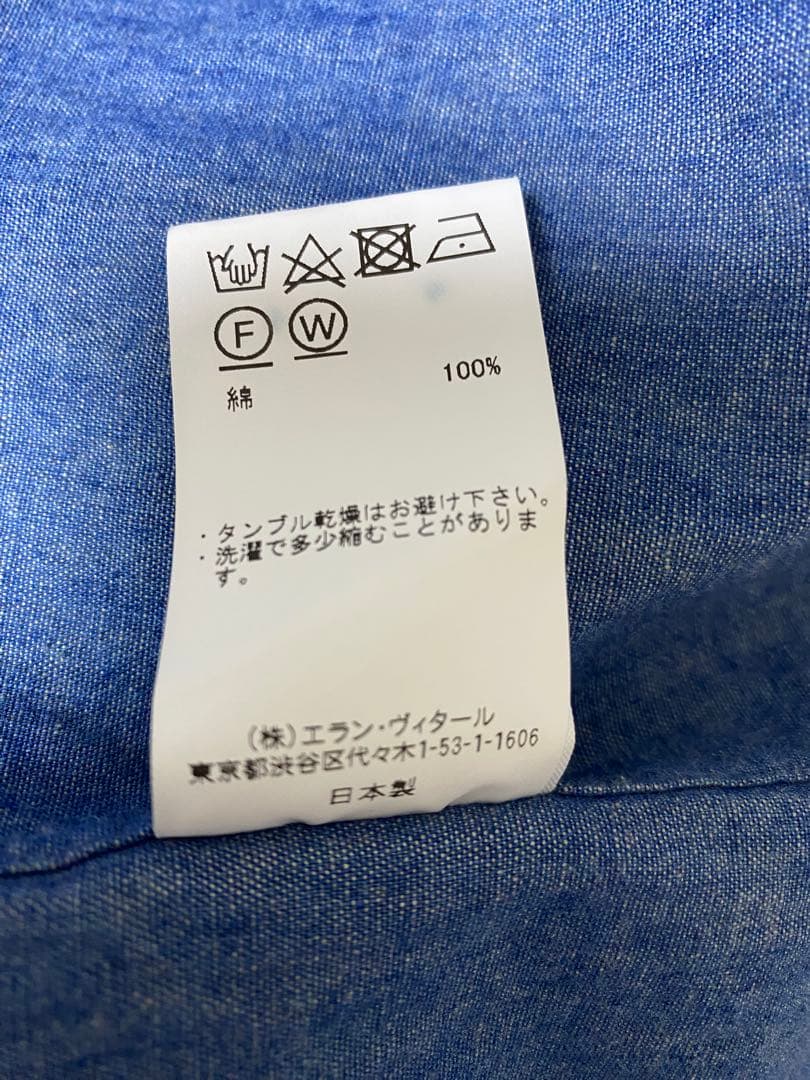 F W
綿 100%
・タンブル乾燥はお避け下さい。
・洗濯で多少縮むことがありま
す。
(株)エラン・ヴィタール
東京都渋谷区代々木1-53-1-1606
日本製